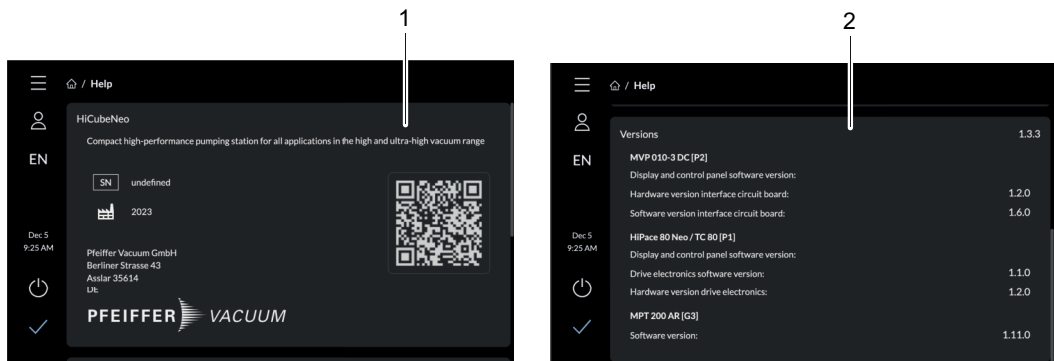 1
/ Help
HiCubeNeo
Compact high-performance pumping station for all applications in the high and ultra-high vacuum range
EN
SN undefined
2023
Dec 5
9:25 AM
Pfeiffer Vacuum GmbH
Berliner Strasse 43
Asslar 35614
DE
PFEIFFER VACUUM
2
/ Help
Versions 1.3.3
EN
MVP 010-3 DC [P2]
Display and control panel software version:
Hardware version interface circuit board: 1.2.0
Software version interface circuit board: 1.6.0
Dec 5
9:25 AM
HiPace 80 Neo / TC 80 [P1]
Display and control panel software version:
Drive electronics software version: 1.1.0
Hardware version drive electronics: 1.2.0
MPT 200 AR [G3]
Software version: 1.11.0